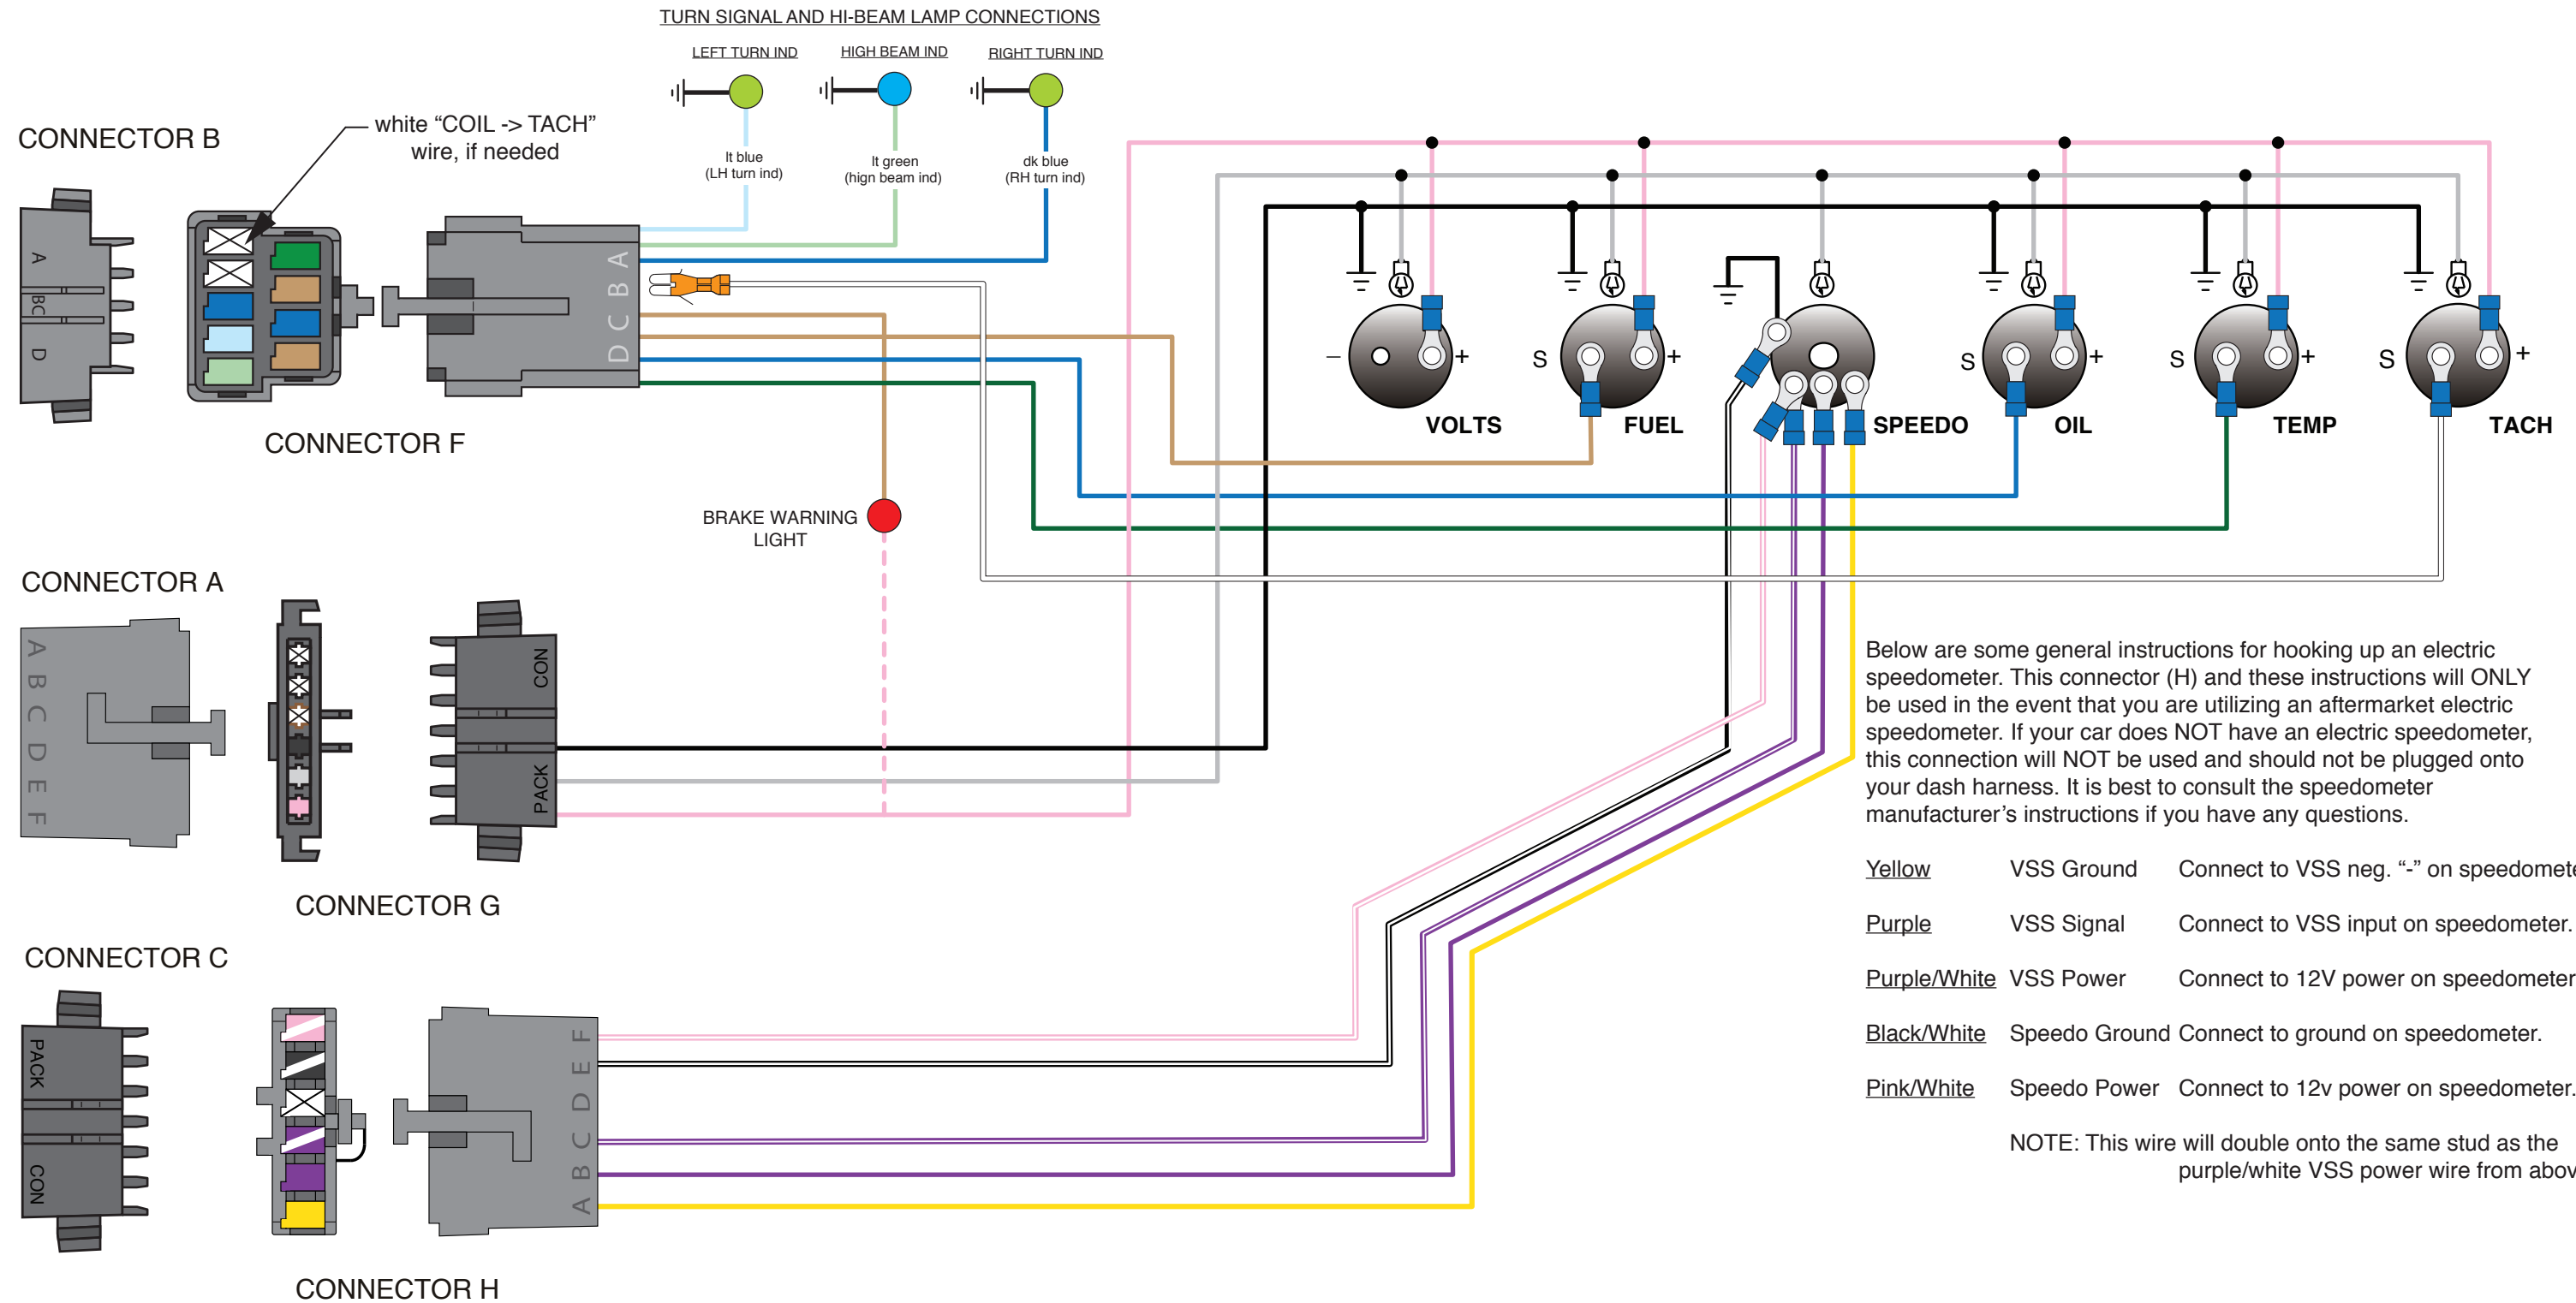 TURN SIGNAL AND HI-BEAM LAMP CONNECTIONS
LEFT TURN IND
HIGH BEAM IND
RIGHT TURN IND
CONNECTOR B
white “COIL -> TACH”
wire, if needed
lt blue
(LH turn ind)
lt green
(hign beam ind)
dk blue
(RH turn ind)
A
BC
D
D C B A
CONNECTOR F
– +
VOLTS
S +
FUEL
SPEEDO
S +
OIL
S +
TEMP
S +
TACH
BRAKE WARNING
LIGHT
CONNECTOR A
A B C D E F
CON
PACK
CONNECTOR G
Below are some general instructions for hooking up an electric
speedometer. This connector (H) and these instructions will ONLY
be used in the event that you are utilizing an aftermarket electric
speedometer. If your car does NOT have an electric speedometer,
this connection will NOT be used and should not be plugged onto
your dash harness. It is best to consult the speedometer
manufacturer’s instructions if you have any questions.
Yellow VSS Ground Connect to VSS neg. “-” on speedomete
Purple VSS Signal Connect to VSS input on speedometer.
Purple/White VSS Power Connect to 12V power on speedometer
Black/White Speedo Ground Connect to ground on speedometer.
Pink/White Speedo Power Connect to 12v power on speedometer.
NOTE: This wire will double onto the same stud as the
purple/white VSS power wire from abov
CONNECTOR C
PACK
CON
A B C D E F
CONNECTOR H